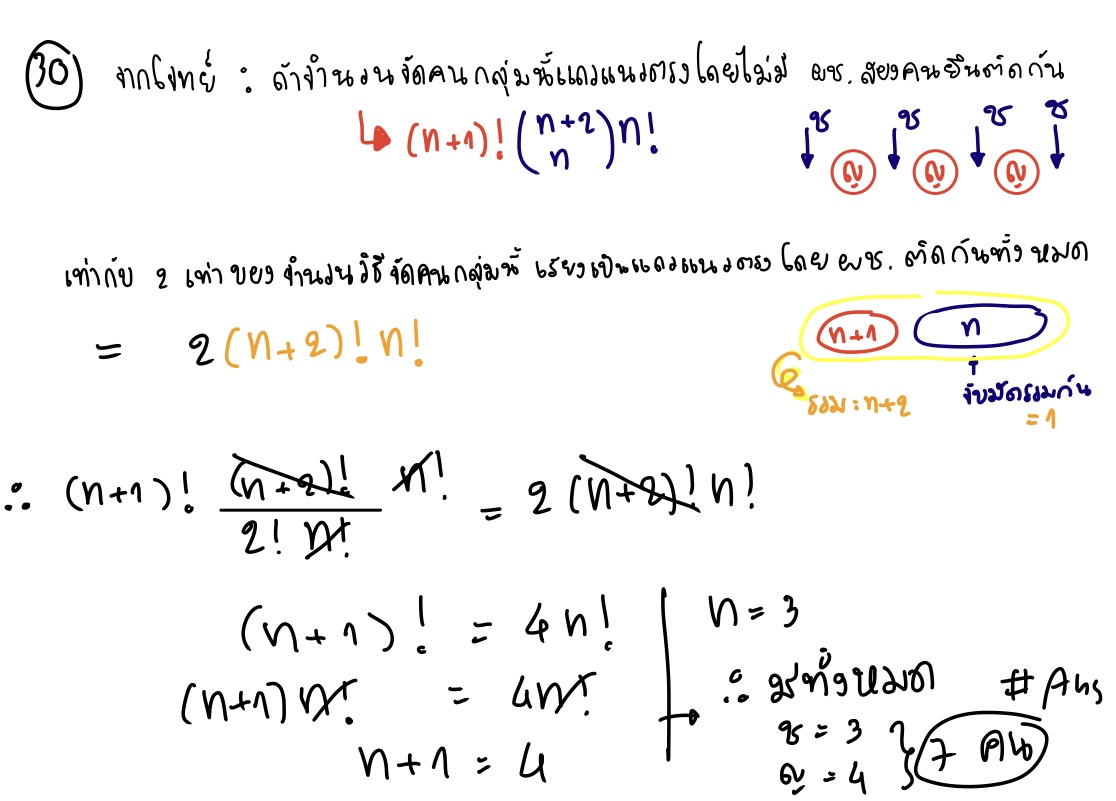 30 จากโจทย์ : ถ้าจำนวนจัดคนกลุ่มนี้แถวแนวตรงโดยไม่มี ผช. สองคนยืนติดกัน
(n+1)! (n+2 n) n!
ช ช ช ช
ญ ญ ญ
เท่ากับ 2 เท่าของจำนวนวิธีจัดคนกลุ่มนี้ เรียงเป็นแถวแนวตรงโดย ผช. ติดกันทั้งหมด
= 2 (n+2)! n!
n+1 n
รวม : n+2
จับมัดรวมกัน
= 1
∴ (n+1)! (n+2)!/2! n! n! = 2 (n+2)! n!
(n+1)! = 4n!
(n+1) n! = 4n!
n+1 = 4
n = 3
∴ มีทั้งหมด # Ans
ช = 3
ญ = 4
7 คน